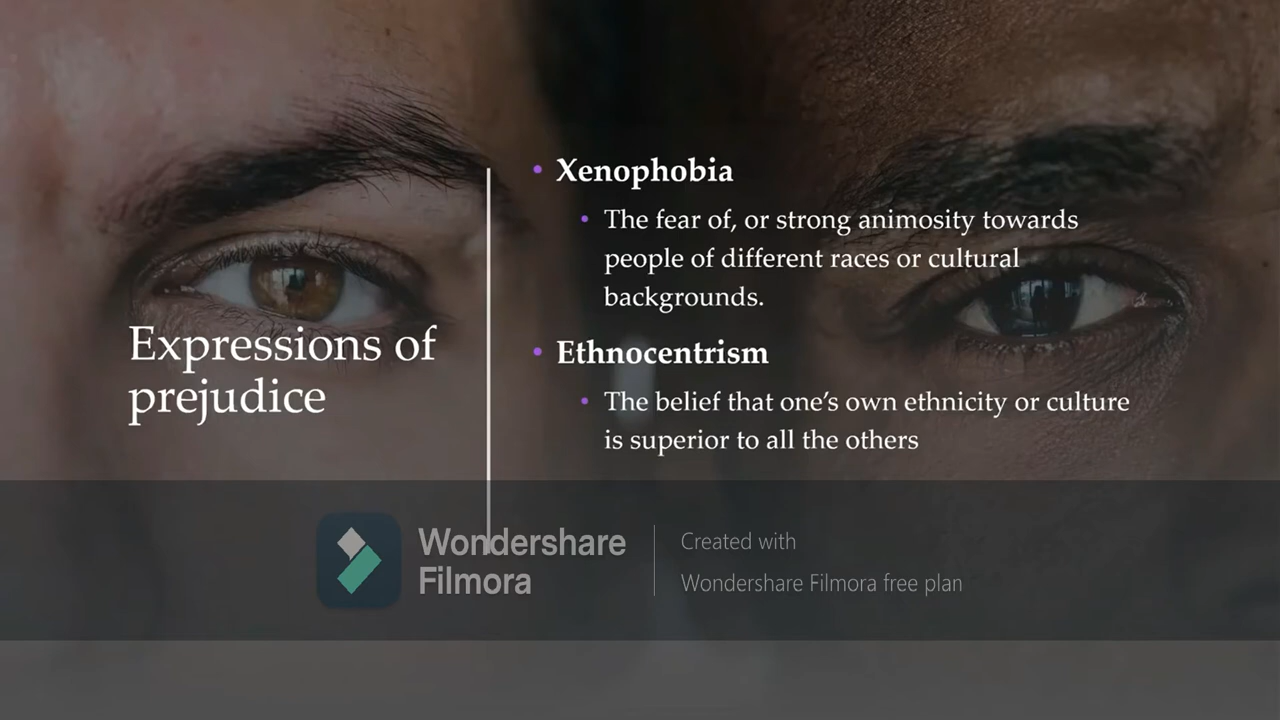 Expressions of
prejudice
• Xenophobia
• The fear of, or strong animosity towards
people of different races or cultural
backgrounds.
• Ethnocentrism
• The belief that one’s own ethnicity or culture
is superior to all the others
Wondershare
Filmora
Created with
Wondershare Filmora free plan